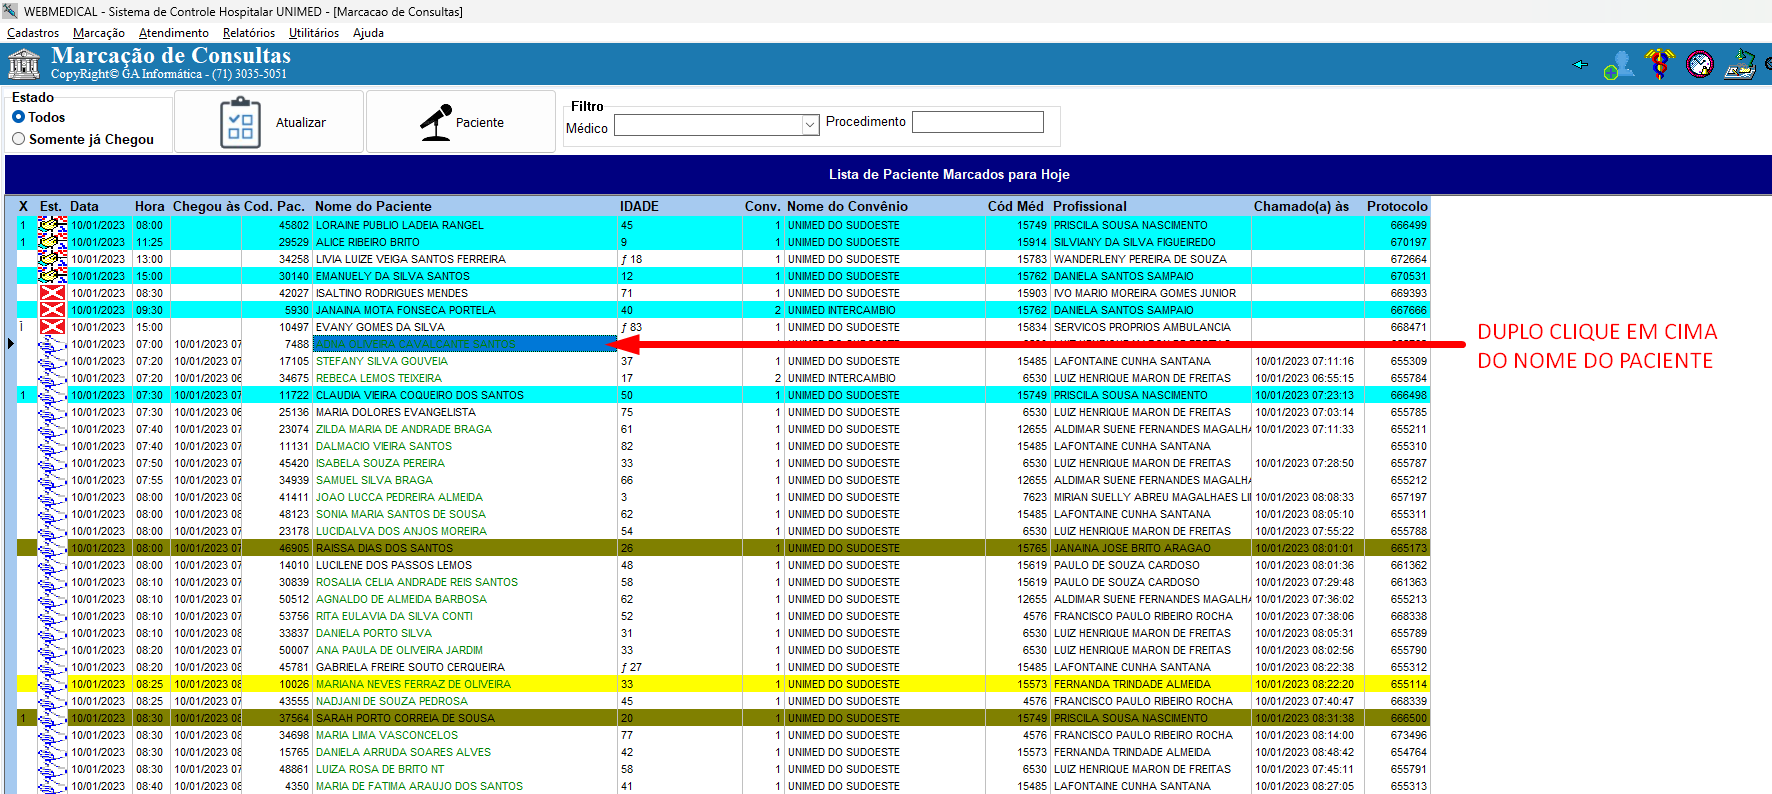 WEBMEDICAL - Sistema de Controle Hospitalar UNIMED - [Marcacao de Consultas]
Cadastros Marcação Atendimento Relatórios Utilitários Ajuda
Marcação de Consultas
CopyRight© GA Informática - (71) 3035-5051
Estado
Todos
Somente já Chegou
Atualizar
Paciente
Filtro
Médico
Procedimento
Lista de Paciente Marcados para Hoje
X Est. Data Hora Chegou às Cod. Pac. Nome do Paciente IDADE Conv. Nome do Convênio Cód Méd Profissional Chamado(a) às Protocolo
1 10/01/2023 08:00 45802 LORAINE PUBLIO LADEIA RANGEL 45 1 UNIMED DO SUDOESTE 15749 PRISCILA SOUSA NASCIMENTO 666499
1 10/01/2023 11:25 29529 ALICE RIBEIRO BRITO 9 1 UNIMED DO SUDOESTE 15914 SILVIANY DA SILVA FIGUEIREDO 670197
10/01/2023 13:00 34258 LIVIA LUIZE VEIGA SANTOS FERREIRA ƒ 18 1 UNIMED DO SUDOESTE 15783 WANDERLENY PEREIRA DE SOUZA 672664
10/01/2023 15:00 30140 EMANUELY DA SILVA SANTOS 12 1 UNIMED DO SUDOESTE 15762 DANIELA SANTOS SAMPAIO 670531
10/01/2023 08:30 42027 ISALTINO RODRIGUES MENDES 71 1 UNIMED DO SUDOESTE 15903 IVO MARIO MOREIRA GOMES JUNIOR 669393
10/01/2023 09:30 5930 JANAINA MOTA FONSECA PORTELA 40 2 UNIMED INTERCAMBIO 15762 DANIELA SANTOS SAMPAIO 667666
10/01/2023 15:00 10497 EVANY GOMES DA SILVA ƒ 83 1 UNIMED DO SUDOESTE 15834 SERVICOS PROPRIOS AMBULANCIA 668471
10/01/2023 07:00 10/01/2023 07 7488 ADNA OLIVEIRA CAVALCANTE SANTOS
DUPLO CLIQUE EM CIMA
DO NOME DO PACIENTE
10/01/2023 07:20 10/01/2023 07 17105 STEFANY SILVA GOUVEIA 37 1 UNIMED DO SUDOESTE 15485 LAFONTAINE CUNHA SANTANA 10/01/2023 07:11:16 655309
10/01/2023 07:20 10/01/2023 06 34675 REBECA LEMOS TEIXEIRA 17 2 UNIMED INTERCAMBIO 6530 LUIZ HENRIQUE MARON DE FREITAS 10/01/2023 06:55:15 655784
1 10/01/2023 07:30 10/01/2023 07 11722 CLAUDIA VIEIRA COQUEIRO DOS SANTOS 50 1 UNIMED DO SUDOESTE 15749 PRISCILA SOUSA NASCIMENTO 10/01/2023 07:23:13 666498
10/01/2023 07:30 10/01/2023 06 25136 MARIA DOLORES EVANGELISTA 75 1 UNIMED DO SUDOESTE 6530 LUIZ HENRIQUE MARON DE FREITAS 10/01/2023 07:03:14 655785
10/01/2023 07:40 10/01/2023 07 23074 ZILDA MARIA DE ANDRADE BRAGA 61 1 UNIMED DO SUDOESTE 12655 ALDIMAR SUENE FERNANDES MAGALHA 10/01/2023 07:11:33 655211
10/01/2023 07:40 10/01/2023 07 11131 DALMACIO VIEIRA SANTOS 82 1 UNIMED DO SUDOESTE 15485 LAFONTAINE CUNHA SANTANA 655310
10/01/2023 07:50 10/01/2023 07 45420 ISABELA SOUZA PEREIRA 33 1 UNIMED DO SUDOESTE 6530 LUIZ HENRIQUE MARON DE FREITAS 10/01/2023 07:28:50 655787
10/01/2023 07:55 10/01/2023 07 34939 SAMUEL SILVA BRAGA 66 1 UNIMED DO SUDOESTE 12655 ALDIMAR SUENE FERNANDES MAGALHA 655212
10/01/2023 08:00 10/01/2023 08 41411 JOAO LUCCA PEDREIRA ALMEIDA 3 1 UNIMED DO SUDOESTE 7623 MIRIAN SUELLY ABREU MAGALHAES LI 10/01/2023 08:08:33 657197
10/01/2023 08:00 10/01/2023 08 48123 SONIA MARIA SANTOS DE SOUSA 62 1 UNIMED DO SUDOESTE 15485 LAFONTAINE CUNHA SANTANA 10/01/2023 08:05:10 655311
10/01/2023 08:00 10/01/2023 07 23178 LUCIDALVA DOS ANJOS MOREIRA 54 1 UNIMED DO SUDOESTE 6530 LUIZ HENRIQUE MARON DE FREITAS 10/01/2023 07:55:22 655788
10/01/2023 08:00 10/01/2023 07 46905 RAISSA DIAS DOS SANTOS 26 1 UNIMED DO SUDOESTE 15765 JANAINA JOSE BRITO ARAGAO 10/01/2023 08:01:01 665173
10/01/2023 08:00 10/01/2023 07 14010 LUCILENE DOS PASSOS LEMOS 48 1 UNIMED DO SUDOESTE 15619 PAULO DE SOUZA CARDOSO 10/01/2023 08:01:36 661362
10/01/2023 08:10 10/01/2023 07 30839 ROSALIA CELIA ANDRADE REIS SANTOS 58 1 UNIMED DO SUDOESTE 15619 PAULO DE SOUZA CARDOSO 10/01/2023 07:29:48 661363
10/01/2023 08:10 10/01/2023 07 50512 AGNALDO DE ALMEIDA BARBOSA 62 1 UNIMED DO SUDOESTE 12655 ALDIMAR SUENE FERNANDES MAGALHA 10/01/2023 07:36:02 655213
10/01/2023 08:10 10/01/2023 07 53756 RITA EULAVIA DA SILVA CONTI 52 1 UNIMED DO SUDOESTE 4576 FRANCISCO PAULO RIBEIRO ROCHA 10/01/2023 07:38:06 668338
10/01/2023 08:10 10/01/2023 08 33837 DANIELA PORTO SILVA 31 1 UNIMED DO SUDOESTE 6530 LUIZ HENRIQUE MARON DE FREITAS 10/01/2023 08:05:31 655789
10/01/2023 08:20 10/01/2023 08 50007 ANA PAULA DE OLIVEIRA JARDIM 33 1 UNIMED DO SUDOESTE 6530 LUIZ HENRIQUE MARON DE FREITAS 10/01/2023 08:02:56 655790
10/01/2023 08:20 10/01/2023 08 45781 GABRIELA FREIRE SOUTO CERQUEIRA ƒ 27 1 UNIMED DO SUDOESTE 15485 LAFONTAINE CUNHA SANTANA 10/01/2023 08:22:38 655312
10/01/2023 08:25 10/01/2023 08 10026 MARIANA NEVES FERRAZ DE OLIVEIRA 33 1 UNIMED DO SUDOESTE 15573 FERNANDA TRINDADE ALMEIDA 10/01/2023 08:22:20 655114
10/01/2023 08:25 10/01/2023 07 43555 NADJANI DE SOUZA PEDROSA 45 1 UNIMED DO SUDOESTE 4576 FRANCISCO PAULO RIBEIRO ROCHA 10/01/2023 07:40:47 668339
1 10/01/2023 08:30 10/01/2023 08 37564 SARAH PORTO CORREIA DE SOUSA 20 1 UNIMED DO SUDOESTE 15749 PRISCILA SOUSA NASCIMENTO 10/01/2023 08:31:38 666500
10/01/2023 08:30 10/01/2023 08 34698 MARIA LIMA VASCONCELOS 77 1 UNIMED DO SUDOESTE 4576 FRANCISCO PAULO RIBEIRO ROCHA 10/01/2023 08:14:00 673496
10/01/2023 08:30 10/01/2023 08 15765 DANIELA ARRUDA SOARES ALVES 42 1 UNIMED DO SUDOESTE 15573 FERNANDA TRINDADE ALMEIDA 10/01/2023 08:48:42 654764
10/01/2023 08:30 10/01/2023 07 48861 LUIZA ROSA DE BRITO NT 58 1 UNIMED DO SUDOESTE 6530 LUIZ HENRIQUE MARON DE FREITAS 10/01/2023 07:45:11 655791
10/01/2023 08:40 10/01/2023 07 4350 MARIA DE FATIMA ARAUJO DOS SANTOS 41 1 UNIMED DO SUDOESTE 15485 LAFONTAINE CUNHA SANTANA 10/01/2023 08:27:05 655313